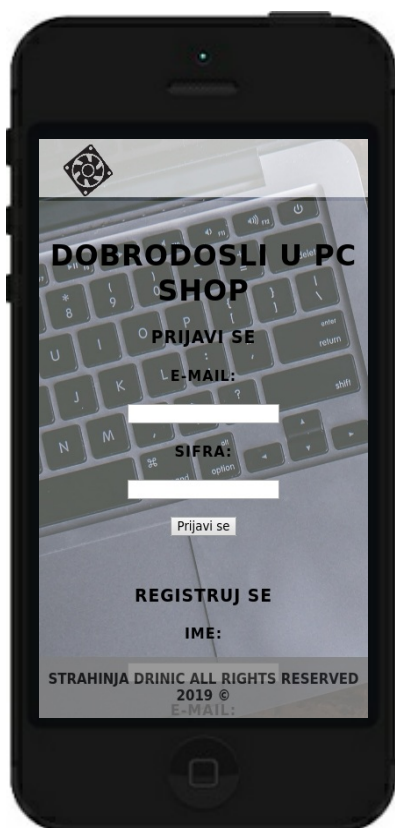 DOBRODOSLI U PC
SHOP
PRIJAVI SE
E-MAIL:
SIFRA:
Prijavi se
REGISTRUJ SE
IME:
STRAHINJA DRINIC ALL RIGHTS RESERVED
2019 ©
E-MAIL: